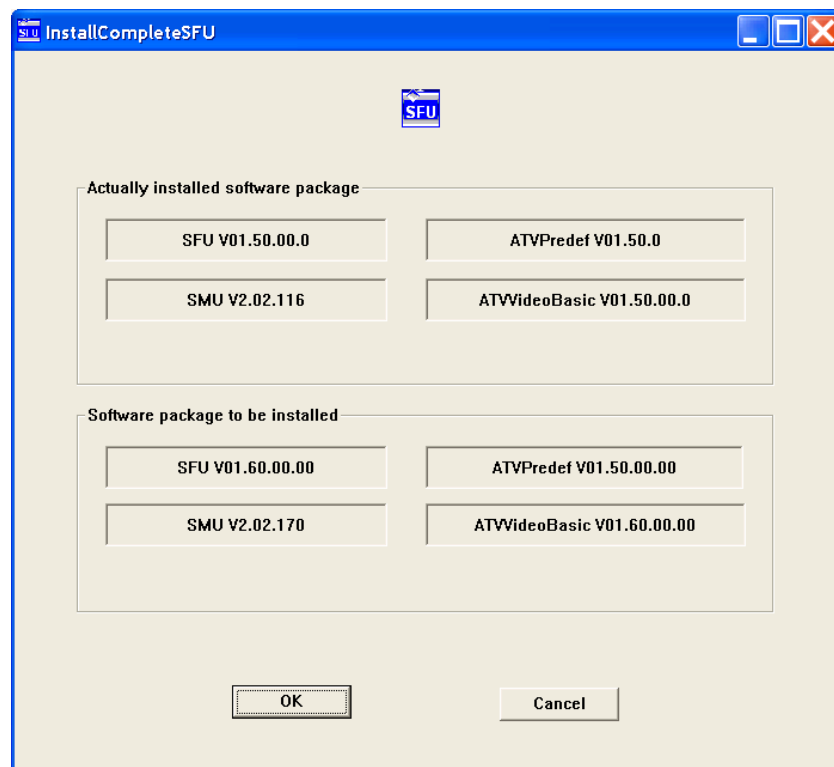 InstallCompleteSFU
SFU
Actually installed software package
SFU V01.50.00.0
ATVPredef V01.50.0
SMU V2.02.116
ATVVideoBasic V01.50.00.0
Software package to be installed
SFU V01.60.00.00
ATVPredef V01.50.00.00
SMU V2.02.170
ATVVideoBasic V01.60.00.00
OK
Cancel